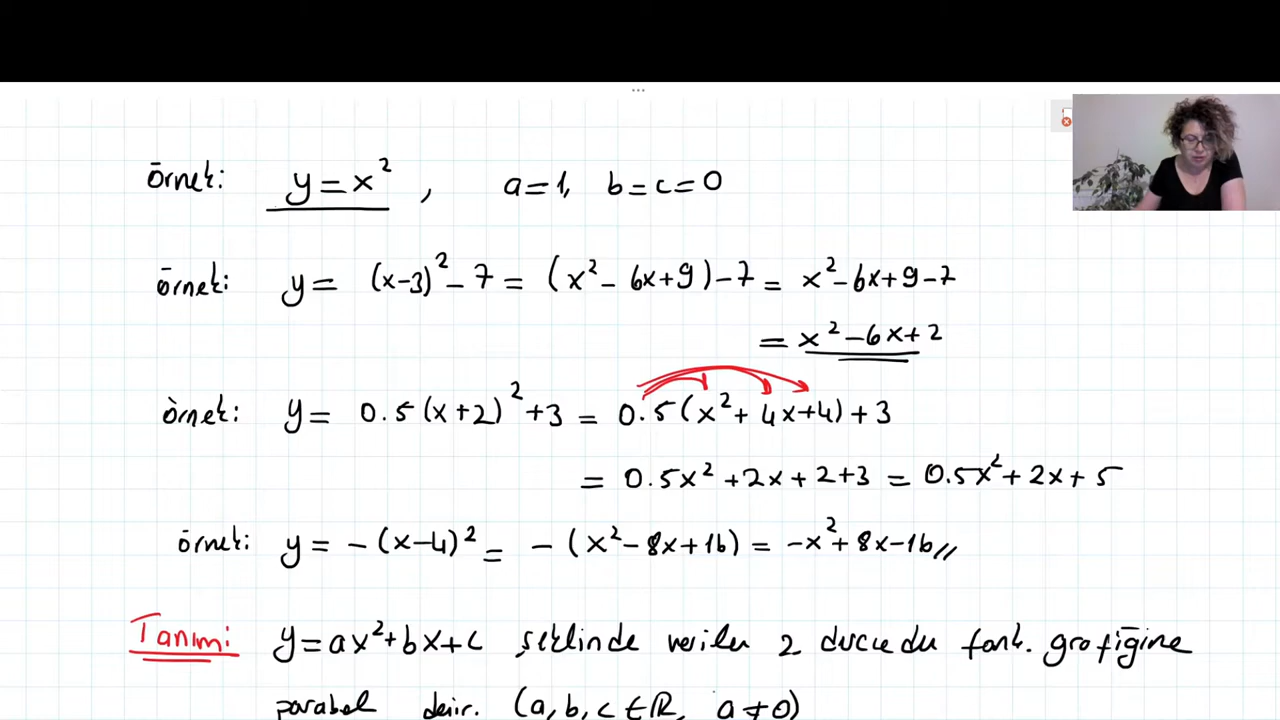 örnek: y = x² , a=1, b=c=0
örnek: y = (x-3)² - 7 = (x² - 6x+9) - 7 = x² - 6x+9-7
= x² - 6x+2
örnek: y = 0.5(x+2)² +3 = 0.5(x² + 4x+4) + 3
= 0.5x² +2x + 2+3 = 0.5x² + 2x + 5
örnek: y = -(x-4)² = -(x² - 8x+16) = -x² + 8x-16 //
Tanım: y=ax²+bx+c şeklinde verilen 2 derceden fonk. grafiğine
parabol denir. (a, b, c ∈ ℝ, a ≠ 0)